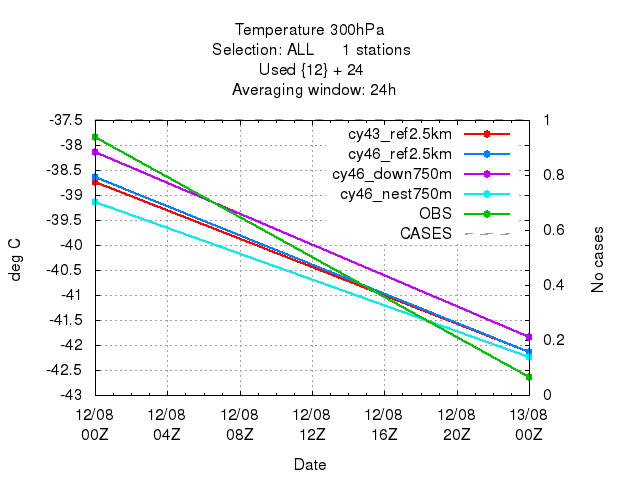 Temperature 300hPa
Selection: ALL 1 stations
Used {12} + 24
Averaging window: 24h
cy43_ref2.5km
cy46_ref2.5km
cy46_down750m
cy46_nest750m
OBS
CASES
-37.5
-38
-38.5
-39
-39.5
-40
-40.5
-41
-41.5
-42
-42.5
-43
deg C
1
0.8
0.6
0.4
0.2
0
No cases
12/08 12/08 12/08 12/08 12/08 12/08 13/08
00Z 04Z 08Z 12Z 16Z 20Z 00Z
Date